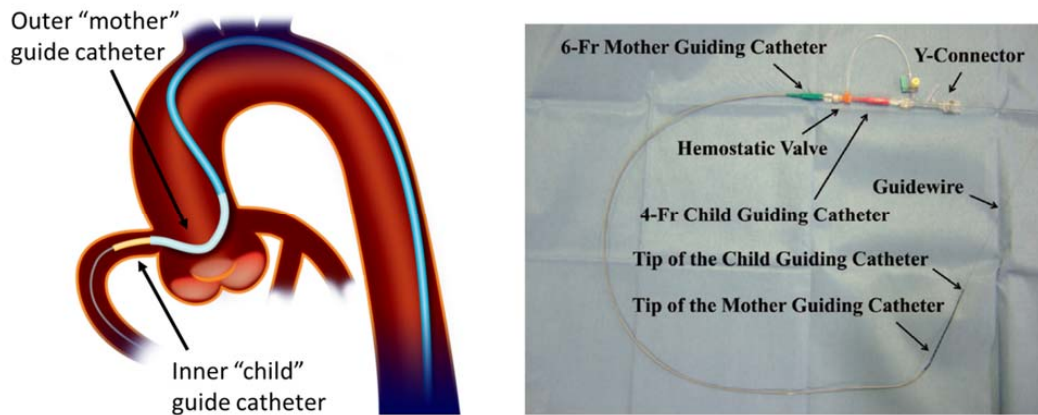 Outer “mother”
guide catheter
Inner “child”
guide catheter
6-Fr Mother Guiding Catheter
Y-Connector
Hemostatic Valve
Guidewire
4-Fr Child Guiding Catheter
Tip of the Child Guiding Catheter
Tip of the Mother Guiding Catheter